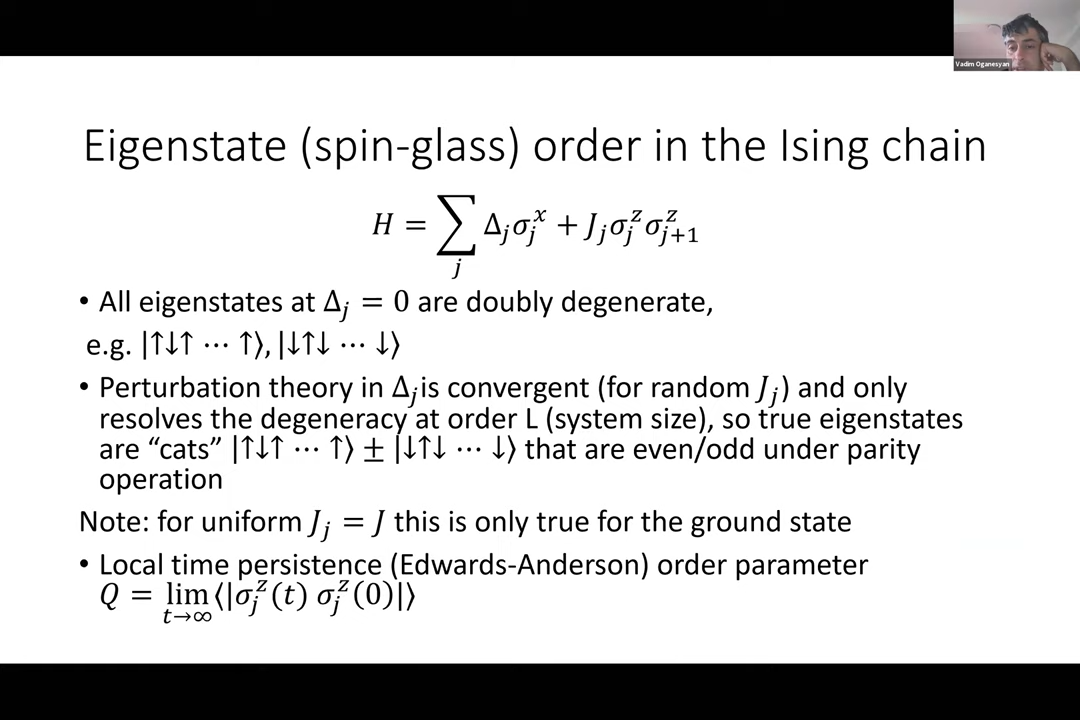 Vadim Oganesyan
Eigenstate (spin-glass) order in the Ising chain
H = ∑_j Δ_j σ_j^x + J_j σ_j^z σ_{j+1}^z
• All eigenstates at Δ_j = 0 are doubly degenerate,
e.g. |↑↓↑ ⋯ ↑⟩, |↓↑↓ ⋯ ↓⟩
• Perturbation theory in Δ_j is convergent (for random J_j) and only
resolves the degeneracy at order L (system size), so true eigenstates
are “cats” |↑↓↑ ⋯ ↑⟩ ± |↓↑↓ ⋯ ↓⟩ that are even/odd under parity
operation
Note: for uniform J_j = J this is only true for the ground state
• Local time persistence (Edwards-Anderson) order parameter
Q = lim_{t→∞} ⟨|σ_j^z(t) σ_j^z(0)|⟩